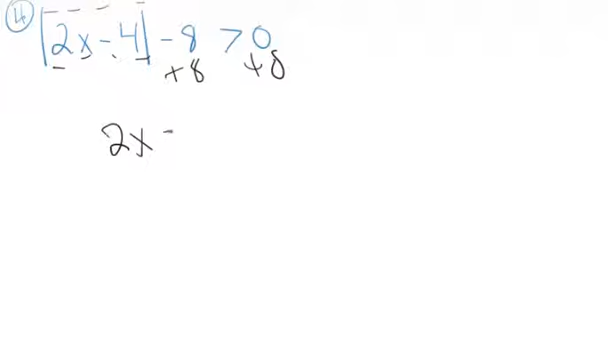 ④ |2x - 4| - 8 > 0
+8 +8
2x -